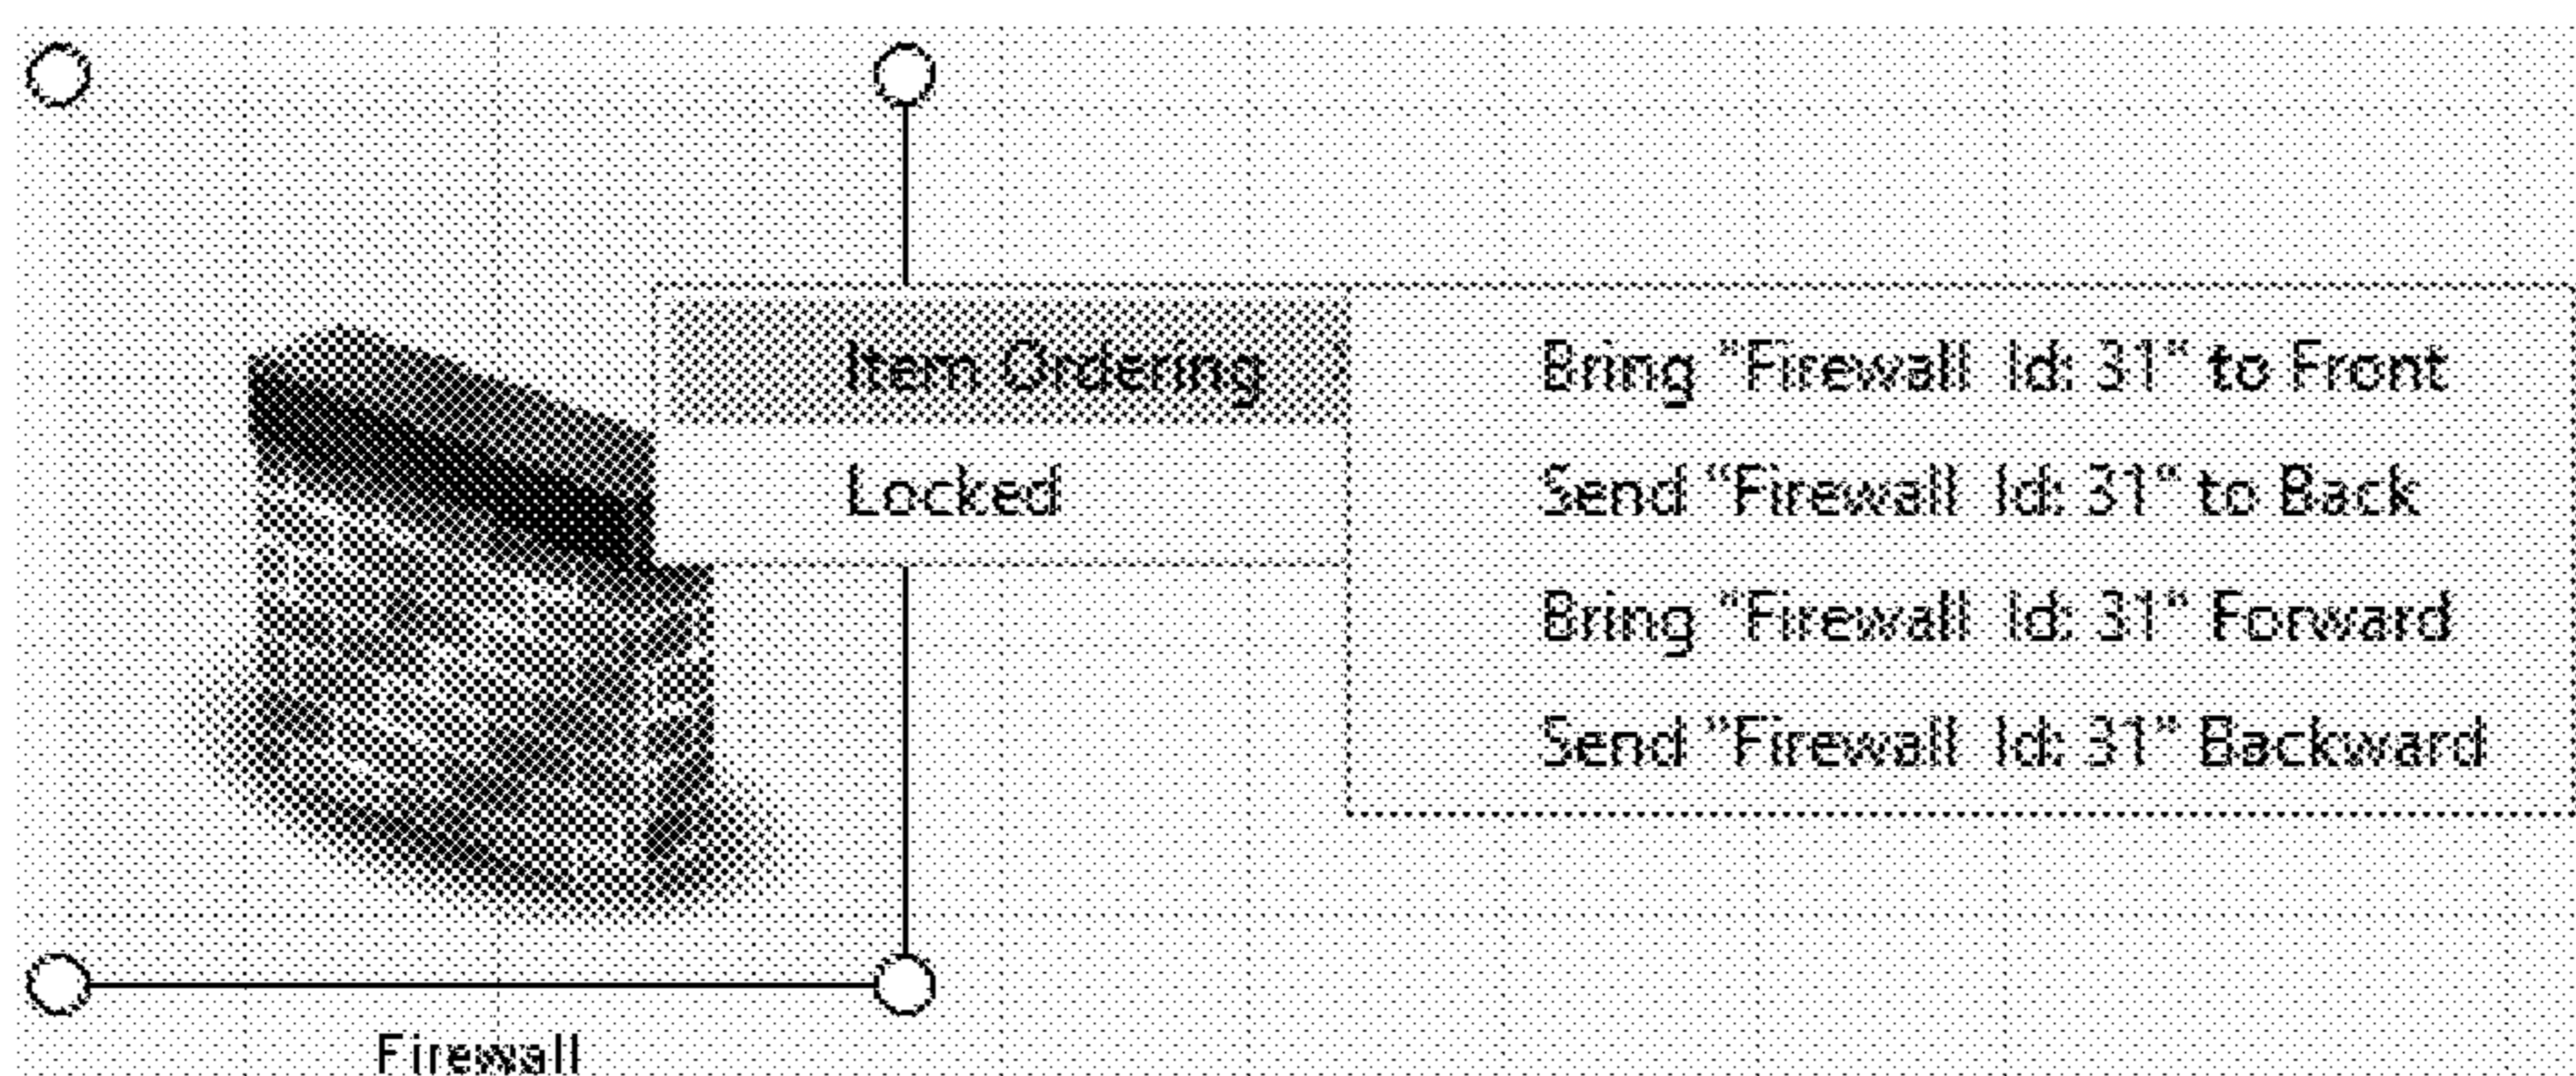 Item Ordering
Locked
Bring "Firewall Id: 31" to Front
Send "Firewall Id: 31" to Back
Bring "Firewall Id: 31" Forward
Send "Firewall Id: 31" Backward
Firewall